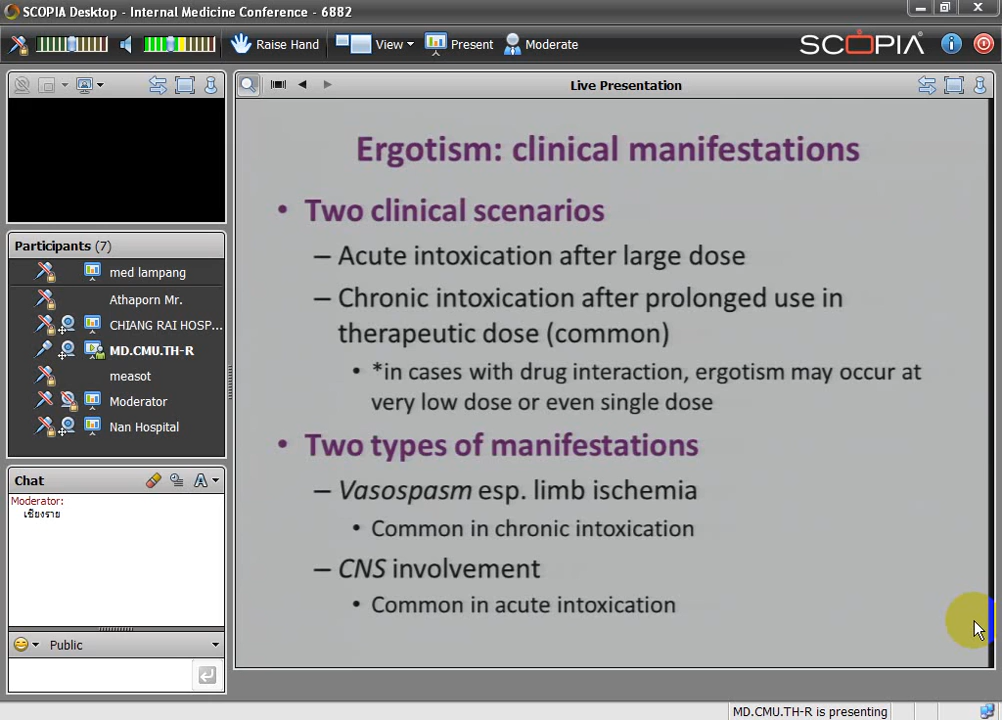 SCOPIA Desktop - Internal Medicine Conference - 6882
Raise Hand View Present Moderate SCOPIA
Live Presentation
Participants (7)
med lampang
Athaporn Mr.
CHIANG RAI HOSP...
MD.CMU.TH-R
measot
Moderator
Nan Hospital
Chat
Moderator:
เชียงราย
Public
Ergotism: clinical manifestations
• Two clinical scenarios
– Acute intoxication after large dose
– Chronic intoxication after prolonged use in
therapeutic dose (common)
• *in cases with drug interaction, ergotism may occur at
very low dose or even single dose
• Two types of manifestations
– Vasospasm esp. limb ischemia
• Common in chronic intoxication
– CNS involvement
• Common in acute intoxication
MD.CMU.TH-R is presenting